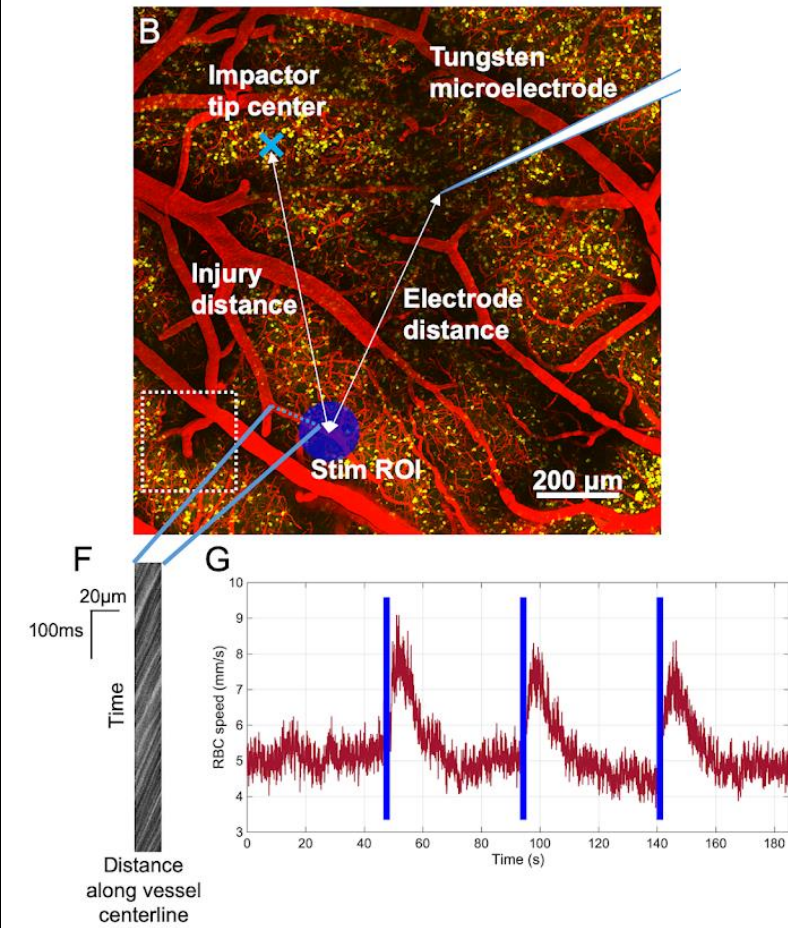 B
Impactor
tip center
Tungsten
microelectrode
Injury
distance
Electrode
distance
Stim ROI
200 µm
F
20µm
100ms
Time
Distance
along vessel
centerline
G
10
9
8
7
6
5
4
3
RBC speed (mm/s)
0
20
40
60
80
100
120
140
160
180
Time (s)